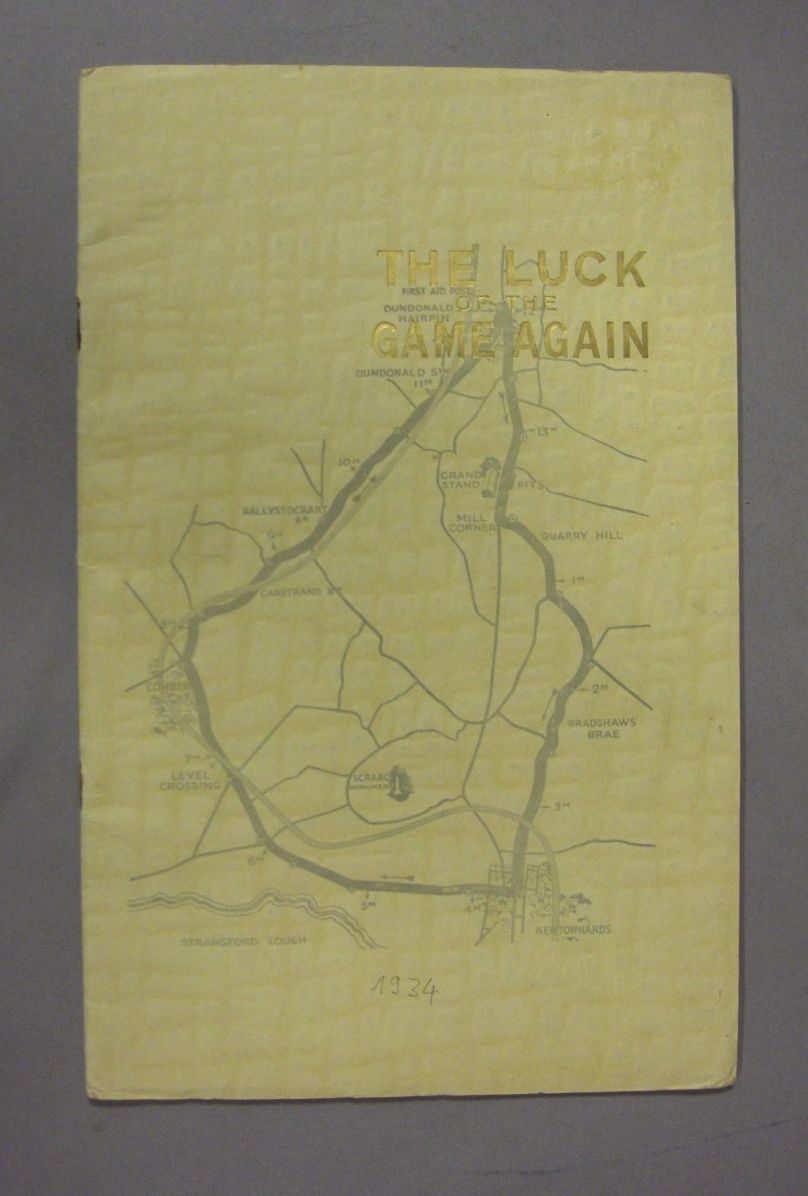 THE LUCK
OF THE
GAME AGAIN
FIRST AID POST
DUNDONALD
HAIRPIN
DUNDONALD
11M
13M
10M
GRAND
STAND
PITS
BALLYSTOCKART
MILL
CORNER
QUARRY HILL
9M
1M
CARSTRAND
8M
COMBER
2M
BRADSHAWS
BRAE
7M
LEVEL
CROSSING
SCRABO
MONUMENT
3M
6M
5M
4M
NEWTOWNARDS
STRANGFORD LOUGH
1934